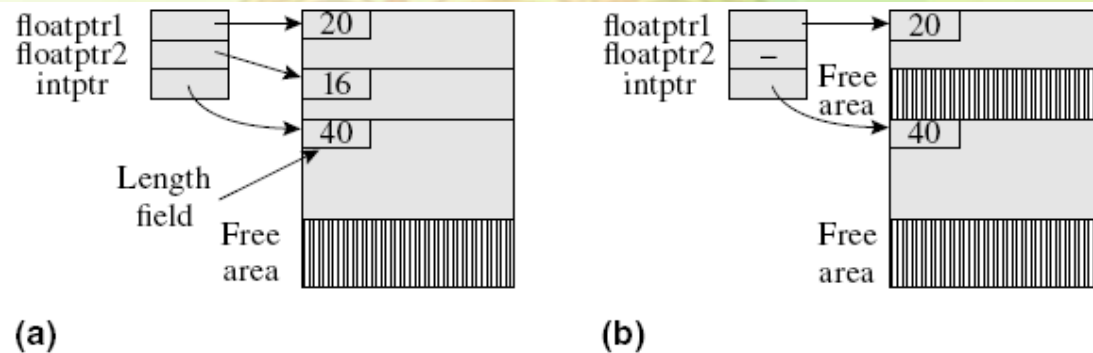 floatptr1
floatptr2
intptr
20
16
40
Length
field
Free
area
(a)
floatptr1
floatptr2
intptr
–
20
Free
area
40
Free
area
(b)